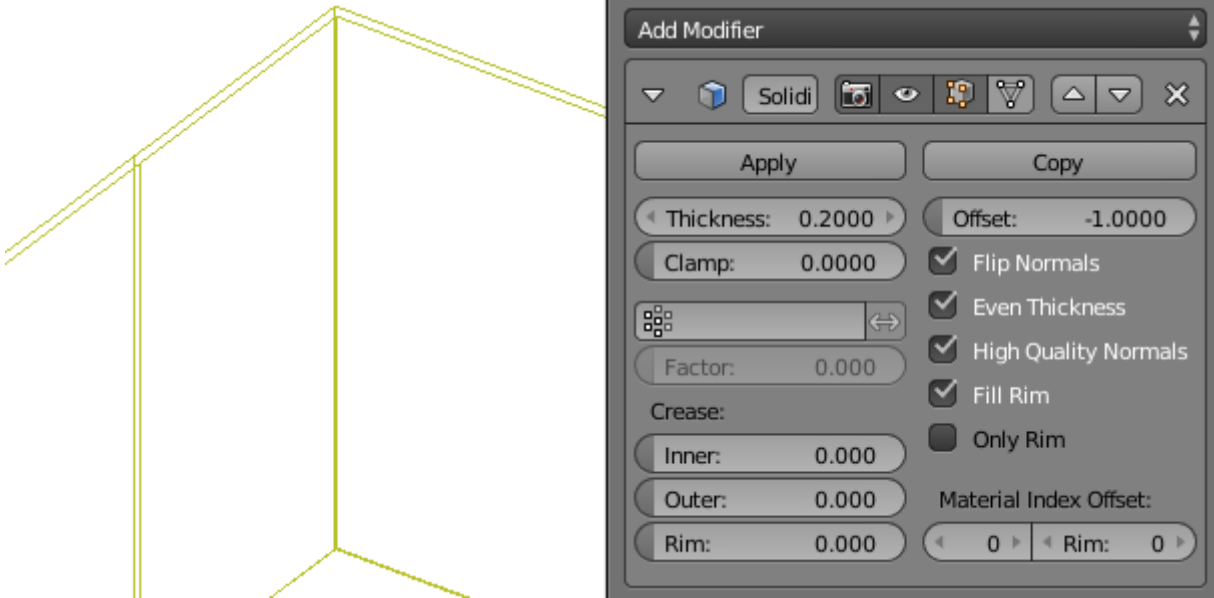 Add Modifier
Solidi
Apply Copy
Thickness: 0.2000 Offset: -1.0000
Clamp: 0.0000 Flip Normals
Even Thickness
High Quality Normals
Factor: 0.000
Fill Rim
Crease:
Only Rim
Inner: 0.000
Outer: 0.000 Material Index Offset:
Rim: 0.000 0 Rim: 0